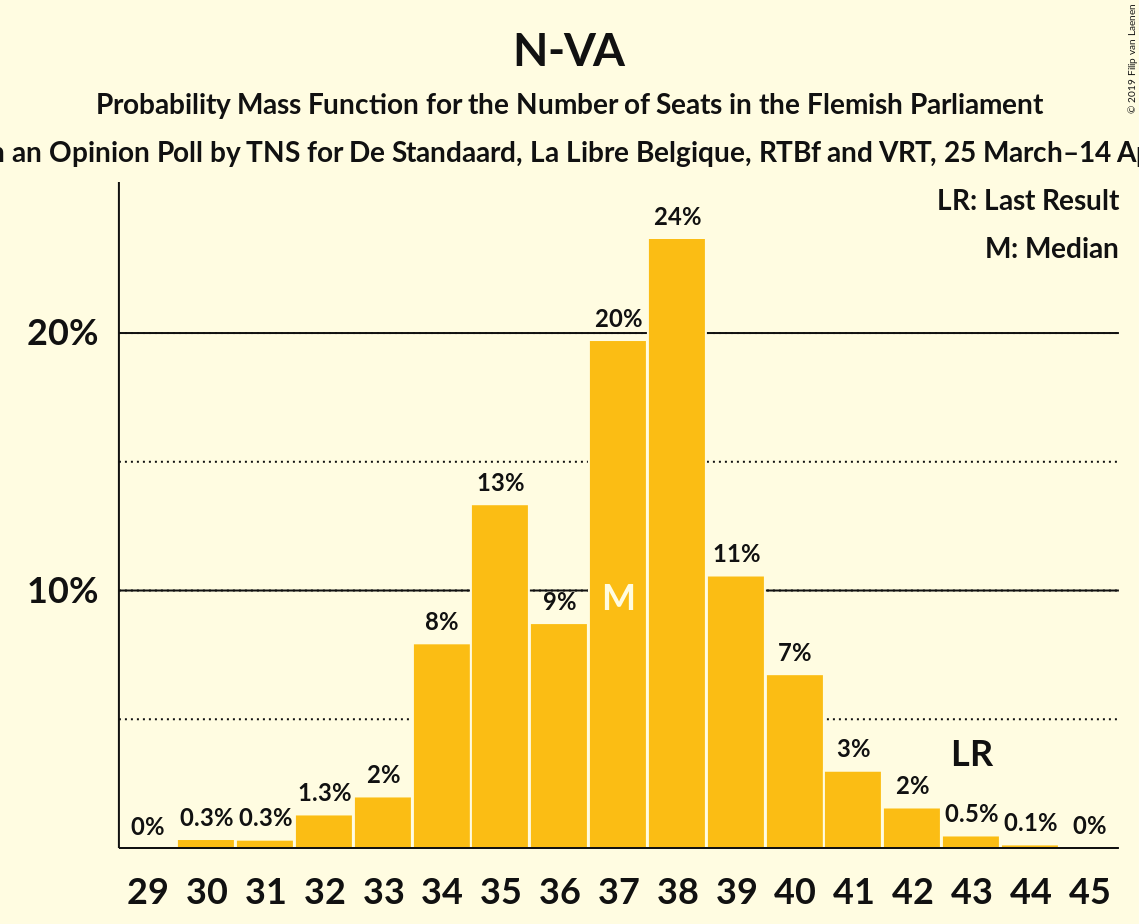 N-VA
Probability Mass Function for the Number of Seats in the Flemish Parliament
an Opinion Poll by TNS for De Standaard, La Libre Belgique, RTBf and VRT, 25 March–14
© 2019 Filip van Laenen
LR: Last Result
M: Median
24%
20%
20%
13%
11%
10%
M
9%
8%
7%
3%
LR
2%
2%
1.3%
0.3%
0.3%
0.5%
0.1%
0%
0%
29 30 31 32 33 34 35 36 37 38 39 40 41 42 43 44 45